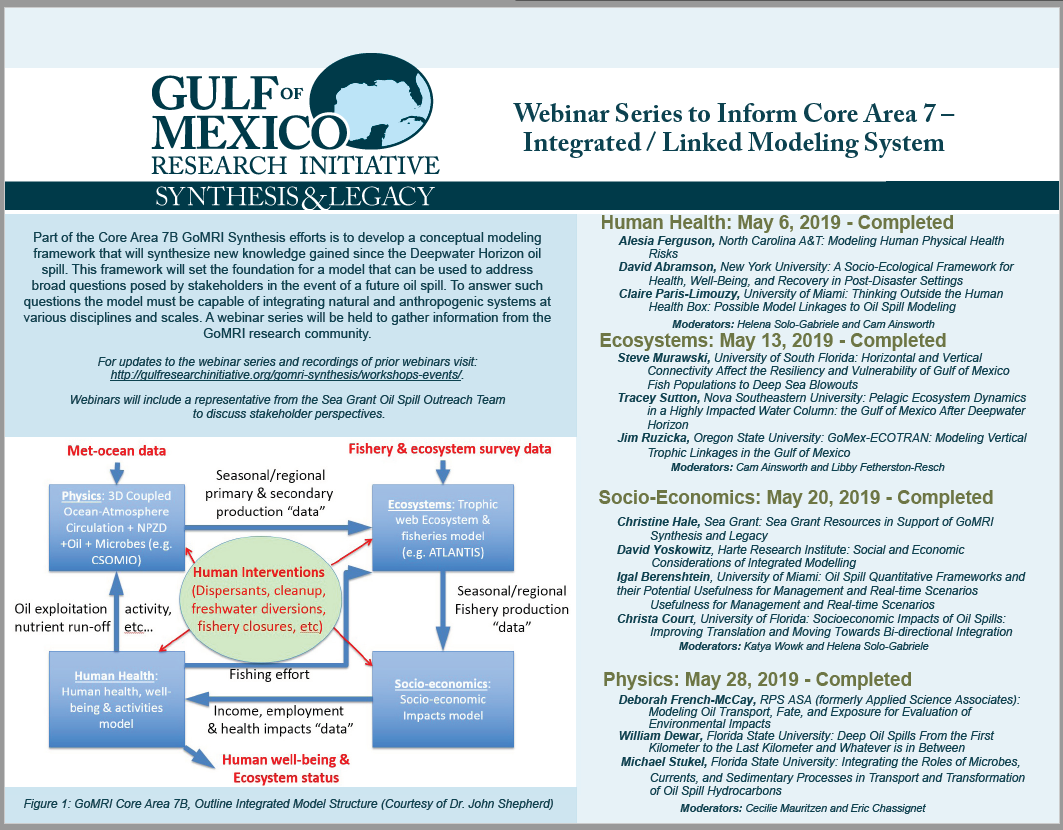 GULF OF
MEXICO
RESEARCH INITIATIVE
SYNTHESIS & LEGACY
Webinar Series to Inform Core Area 7 –
Integrated / Linked Modeling System
Part of the Core Area 7B GoMRI Synthesis efforts is to develop a conceptual modeling
framework that will synthesize new knowledge gained since the Deepwater Horizon oil
spill. This framework will set the foundation for a model that can be used to address
broad questions posed by stakeholders in the event of a future oil spill. To answer such
questions the model must be capable of integrating natural and anthropogenic systems at
various disciplines and scales. A webinar series will be held to gather information from the
GoMRI research community.
For updates to the webinar series and recordings of prior webinars visit:
http://gulfresearchinitiative.org/gomri-synthesis/workshops-events/.
Webinars will include a representative from the Sea Grant Oil Spill Outreach Team
to discuss stakeholder perspectives.
Met-ocean data
Fishery & ecosystem survey data
Physics: 3D Coupled
Ocean-Atmosphere
Circulation + NPZD
+Oil + Microbes (e.g.
CSOMIO)
Seasonal/regional
primary & secondary
production “data”
Ecosystems: Trophic
web Ecosystem &
fisheries model
(e.g. ATLANTIS)
Human Interventions
(Dispersants, cleanup,
freshwater diversions,
fishery closures, etc)
Oil exploitation activity,
nutrient run-off etc...
Seasonal/regional
Fishery production
“data”
Human Health:
Human health, well-
being & activities
model
Fishing effort
Income, employment
& health impacts “data”
Socio-economics:
Socio-economic
Impacts model
Human well-being &
Ecosystem status
Figure 1: GoMRI Core Area 7B, Outline Integrated Model Structure (Courtesy of Dr. John Shepherd)
Human Health: May 6, 2019 - Completed
Alesia Ferguson, North Carolina A&T: Modeling Human Physical Health
Risks
David Abramson, New York University: A Socio-Ecological Framework for
Health, Well-Being, and Recovery in Post-Disaster Settings
Claire Paris-Limouzy, University of Miami: Thinking Outside the Human
Health Box: Possible Model Linkages to Oil Spill Modeling
Moderators: Helena Solo-Gabriele and Cam Ainsworth
Ecosystems: May 13, 2019 - Completed
Steve Murawski, University of South Florida: Horizontal and Vertical
Connectivity Affect the Resiliency and Vulnerability of Gulf of Mexico
Fish Populations to Deep Sea Blowouts
Tracey Sutton, Nova Southeastern University: Pelagic Ecosystem Dynamics
in a Highly Impacted Water Column: the Gulf of Mexico After Deepwater
Horizon
Jim Ruzicka, Oregon State University: GoMex-ECOTRAN: Modeling Vertical
Trophic Linkages in the Gulf of Mexico
Moderators: Cam Ainsworth and Libby Fetherston-Resch
Socio-Economics: May 20, 2019 - Completed
Christine Hale, Sea Grant: Sea Grant Resources in Support of GoMRI
Synthesis and Legacy
David Yoskowitz, Harte Research Institute: Social and Economic
Considerations of Integrated Modelling
Igal Berenshtein, University of Miami: Oil Spill Quantitative Frameworks and
their Potential Usefulness for Management and Real-time Scenarios
Usefulness for Management and Real-time Scenarios
Christa Court, University of Florida: Socioeconomic Impacts of Oil Spills:
Improving Translation and Moving Towards Bi-directional Integration
Moderators: Katya Wowk and Helena Solo-Gabriele
Physics: May 28, 2019 - Completed
Deborah French-McCay, RPS ASA (formerly Applied Science Associates):
Modeling Oil Transport, Fate, and Exposure for Evaluation of
Environmental Impacts
William Dewar, Florida State University: Deep Oil Spills From the First
Kilometer to the Last Kilometer and Whatever is in Between
Michael Stukel, Florida State University: Integrating the Roles of Microbes,
Currents, and Sedimentary Processes in Transport and Transformation
of Oil Spill Hydrocarbons
Moderators: Cecilie Mauritzen and Eric Chassignet